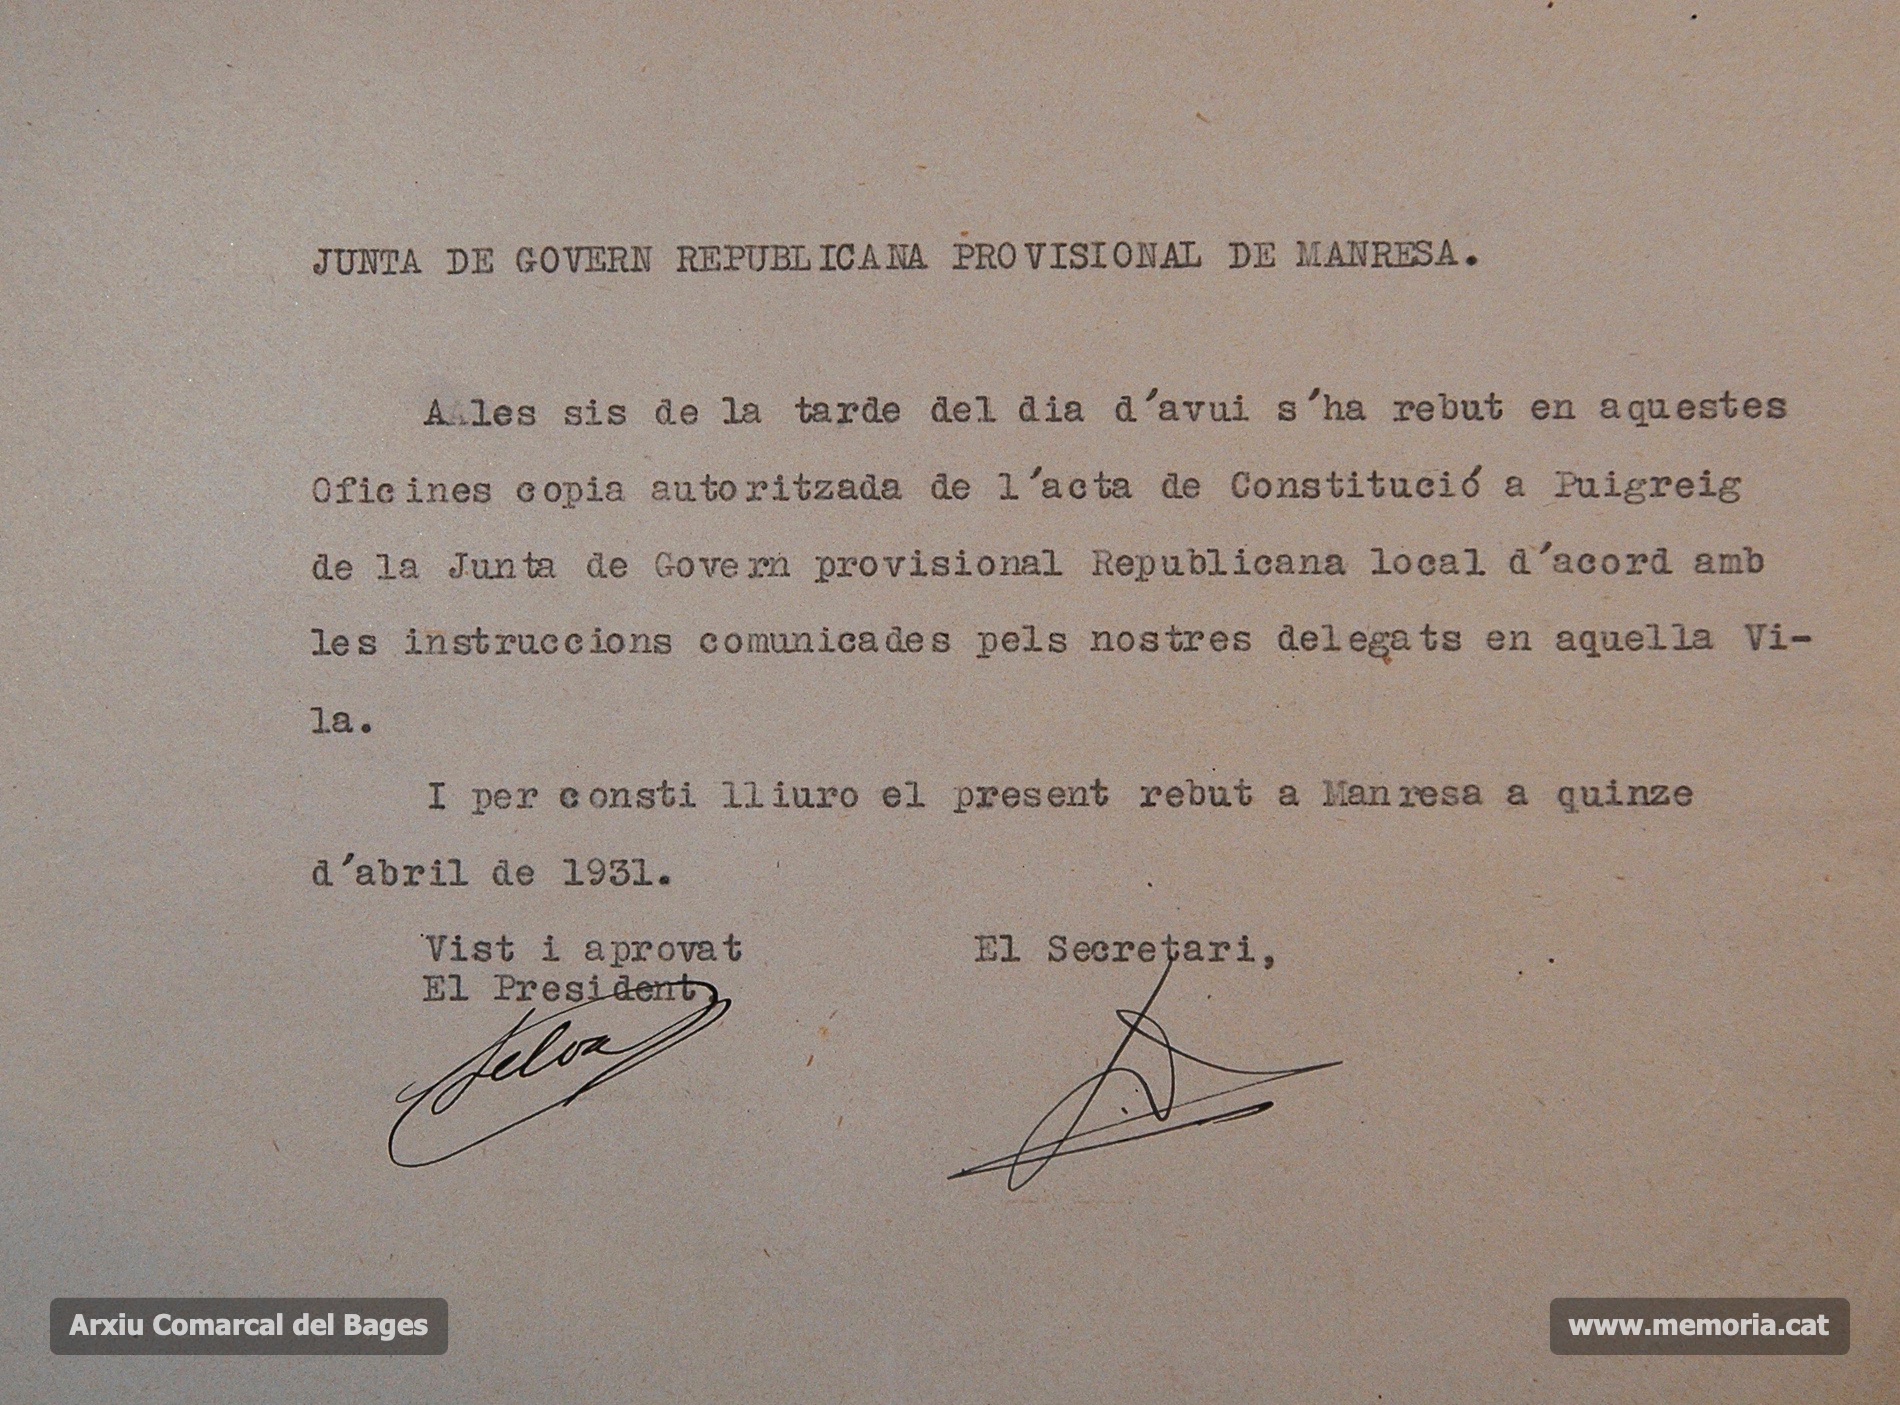 JUNTA DE GOVERN REPUBLICANA PROVISIONAL DE MANRESA.
A les sis de la tarde del dia d'avui s'ha rebut en aquestes
Oficines copia autoritzada de l'acta de Constitució a Puigreig
de la Junta de Govern provisional Republicana local d'acord amb
les instruccions comunicades pels nostres delegats en aquella Vi-
la.
I per consti lliuro el present rebut a Manresa a quinze
d'abril de 1931.
Vist i aprovat El Secretari,
El President,
Selva
Arxiu Comarcal del Bages www.memoria.cat